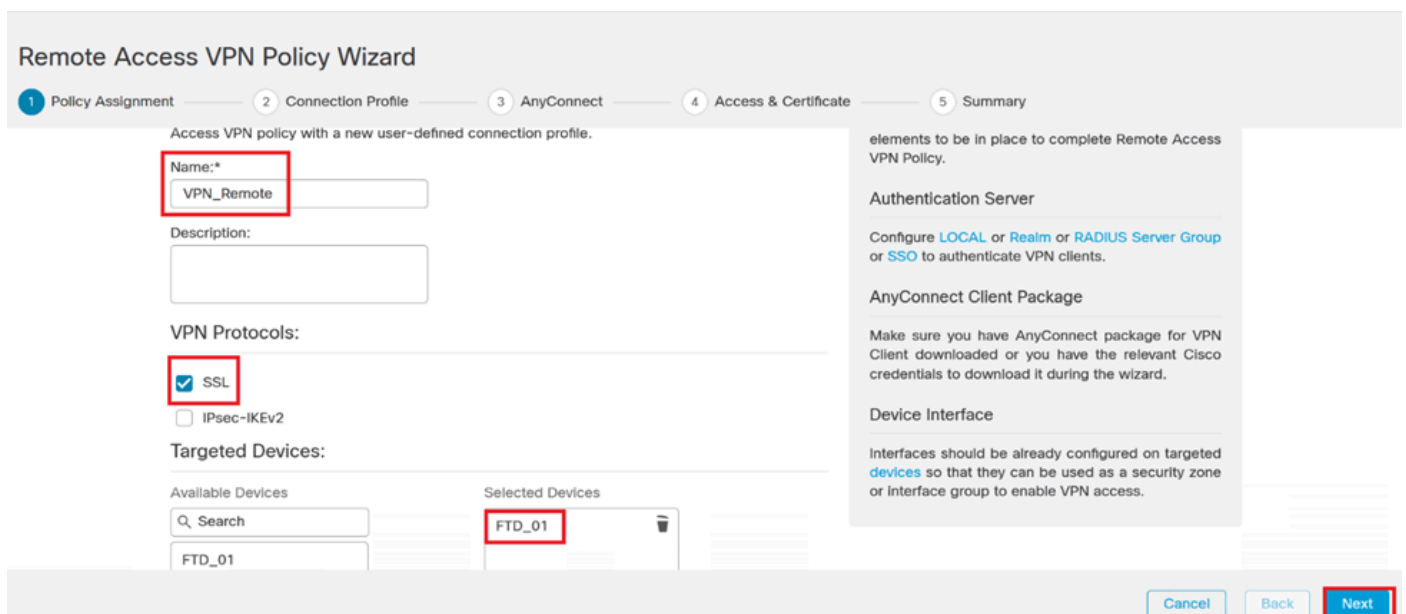 Remote Access VPN Policy Wizard
1 Policy Assignment 2 Connection Profile 3 AnyConnect 4 Access & Certificate 5 Summary
Access VPN policy with a new user-defined connection profile.
Name:*
VPN_Remote
Description:
VPN Protocols:
SSL
IPsec-IKEv2
Targeted Devices:
Available Devices
Search
FTD_01
Selected Devices
FTD_01
elements to be in place to complete Remote Access
VPN Policy.
Authentication Server
Configure LOCAL or Realm or RADIUS Server Group
or SSO to authenticate VPN clients.
AnyConnect Client Package
Make sure you have AnyConnect package for VPN
Client downloaded or you have the relevant Cisco
credentials to download it during the wizard.
Device Interface
Interfaces should be already configured on targeted
devices so that they can be used as a security zone
or Interface group to enable VPN access.
Cancel Back Next